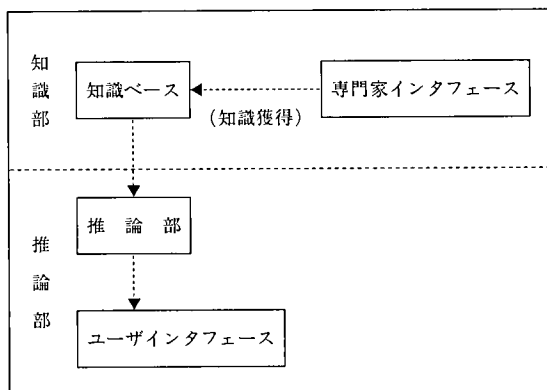 知識部
知識ベース
専門家インタフェース
(知識獲得)
推論部
推論部
ユーザインタフェース